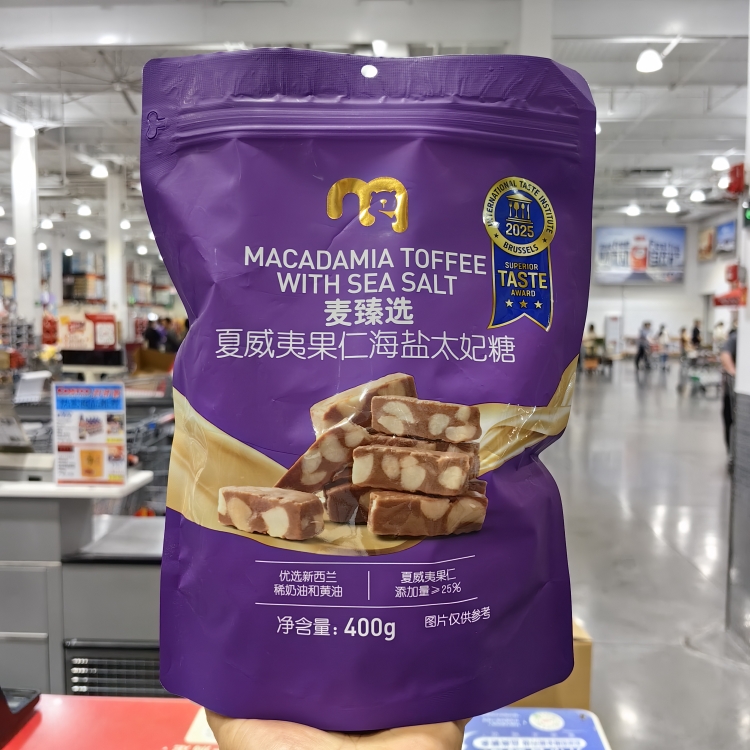 MACADAMIA TOFFEE
WITH SEA SALT
麦臻选
夏威夷果仁海盐太妃糖
INTERNATIONAL TASTE INSTITUTE
2025
BRUSSELS
SUPERIOR
TASTE
AWARD
优选新西兰
稀奶油和黄油
夏威夷果仁
添加量≥25%
净含量：400g
图片仅供参考